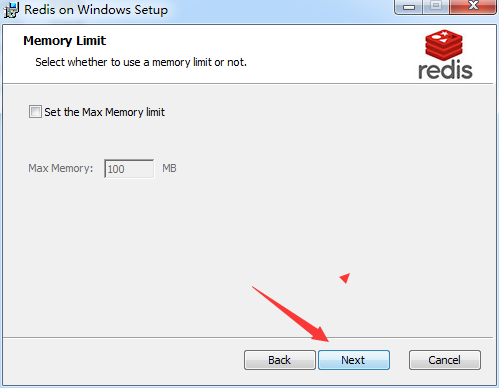 Redis on Windows Setup
Memory Limit
Select whether to use a memory limit or not.
redis
Set the Max Memory limit
Max Memory: 100 MB
Back Next Cancel